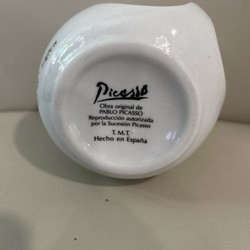 Picasso
Obra original de
PABLO PICASSO
Reproducción autorizada
por la Sucesión Picasso
T.M.T.
Hecho en España